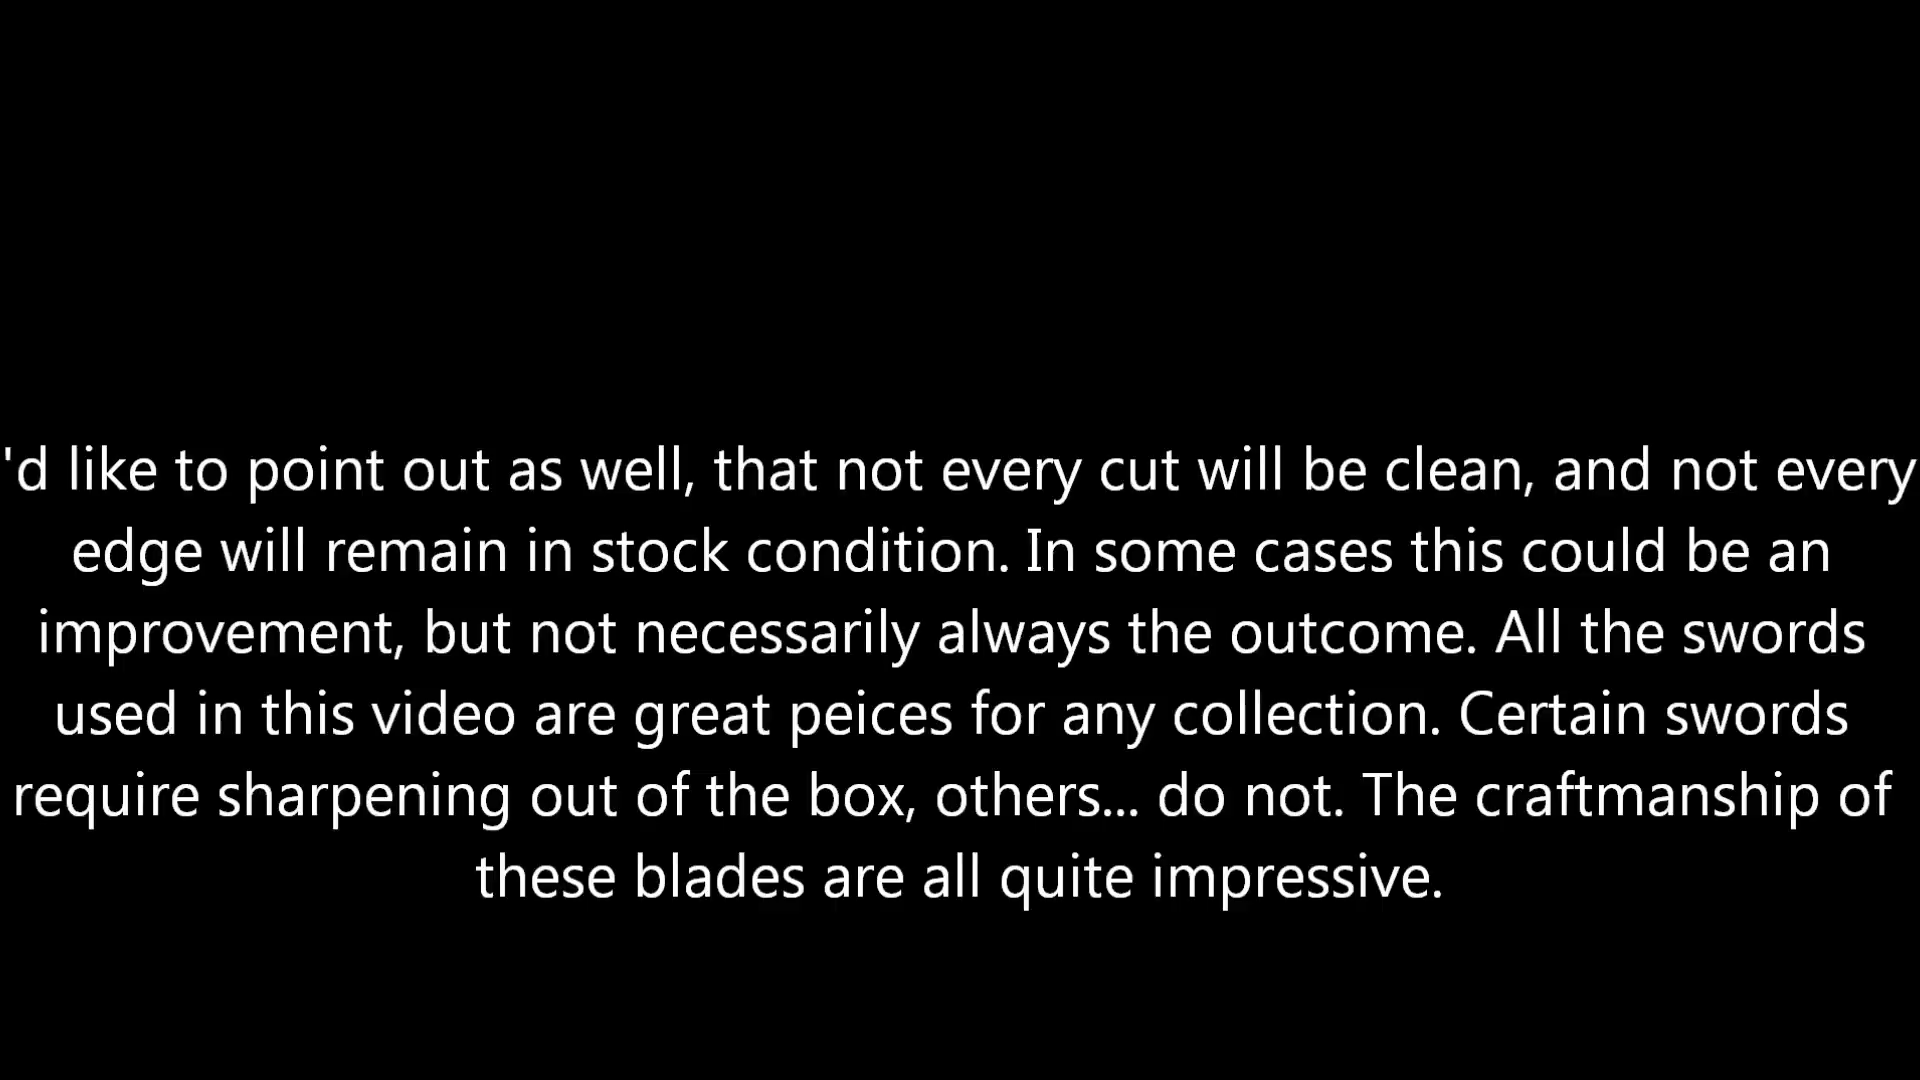 'd like to point out as well, that not every cut will be clean, and not every
edge will remain in stock condition. In some cases this could be an
improvement, but not necessarily always the outcome. All the swords
used in this video are great peices for any collection. Certain swords
require sharpening out of the box, others... do not. The craftmanship of
these blades are all quite impressive.